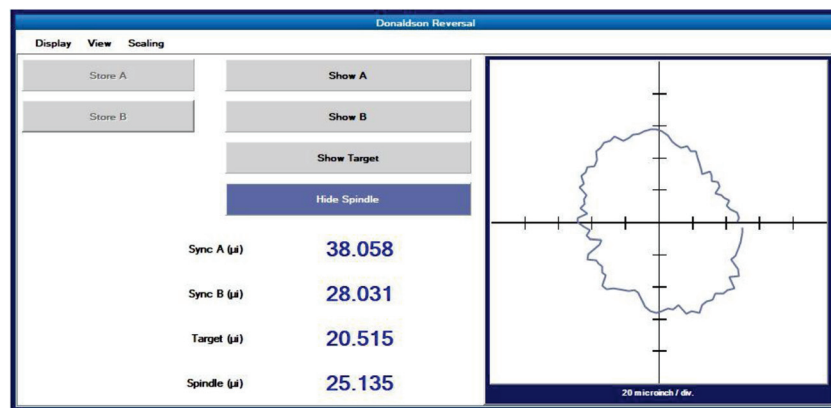 Donaldson Reversal
Display View Scaling
Store A
Show A
Store B
Show B
Show Target
Hide Spindle
Sync A (µi) 38.058
Sync B (µi) 28.031
Target (µi) 20.515
Spindle (µi) 25.135
20 microinch / div.